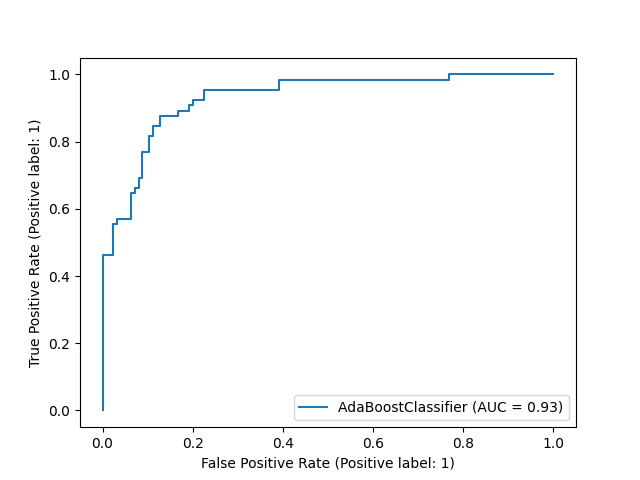 1.0
0.8
0.6
0.4
0.2
0.0
True Positive Rate (Positive label: 1)
AdaBoostClassifier (AUC = 0.93)
0.0 0.2 0.4 0.6 0.8 1.0
False Positive Rate (Positive label: 1)